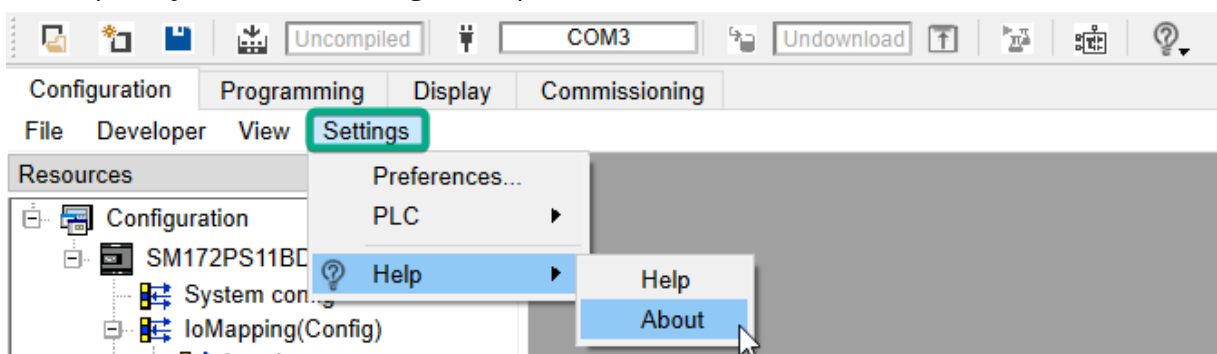 Uncompiled COM3 Undownload
Configuration Programming Display Commissioning
File Developer View Settings
Resources
Preferences...
Configuration
PLC
SM172PS11BD
Help
Help
System
IoMapping(Config)
About